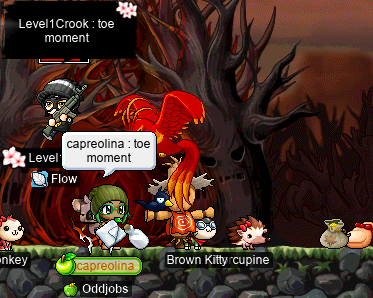 Level1Crook : toe
moment
capreolina : toe
moment
Level
Flow
onkey
capreolina
Brown Kitty
cupine
Oddjobs